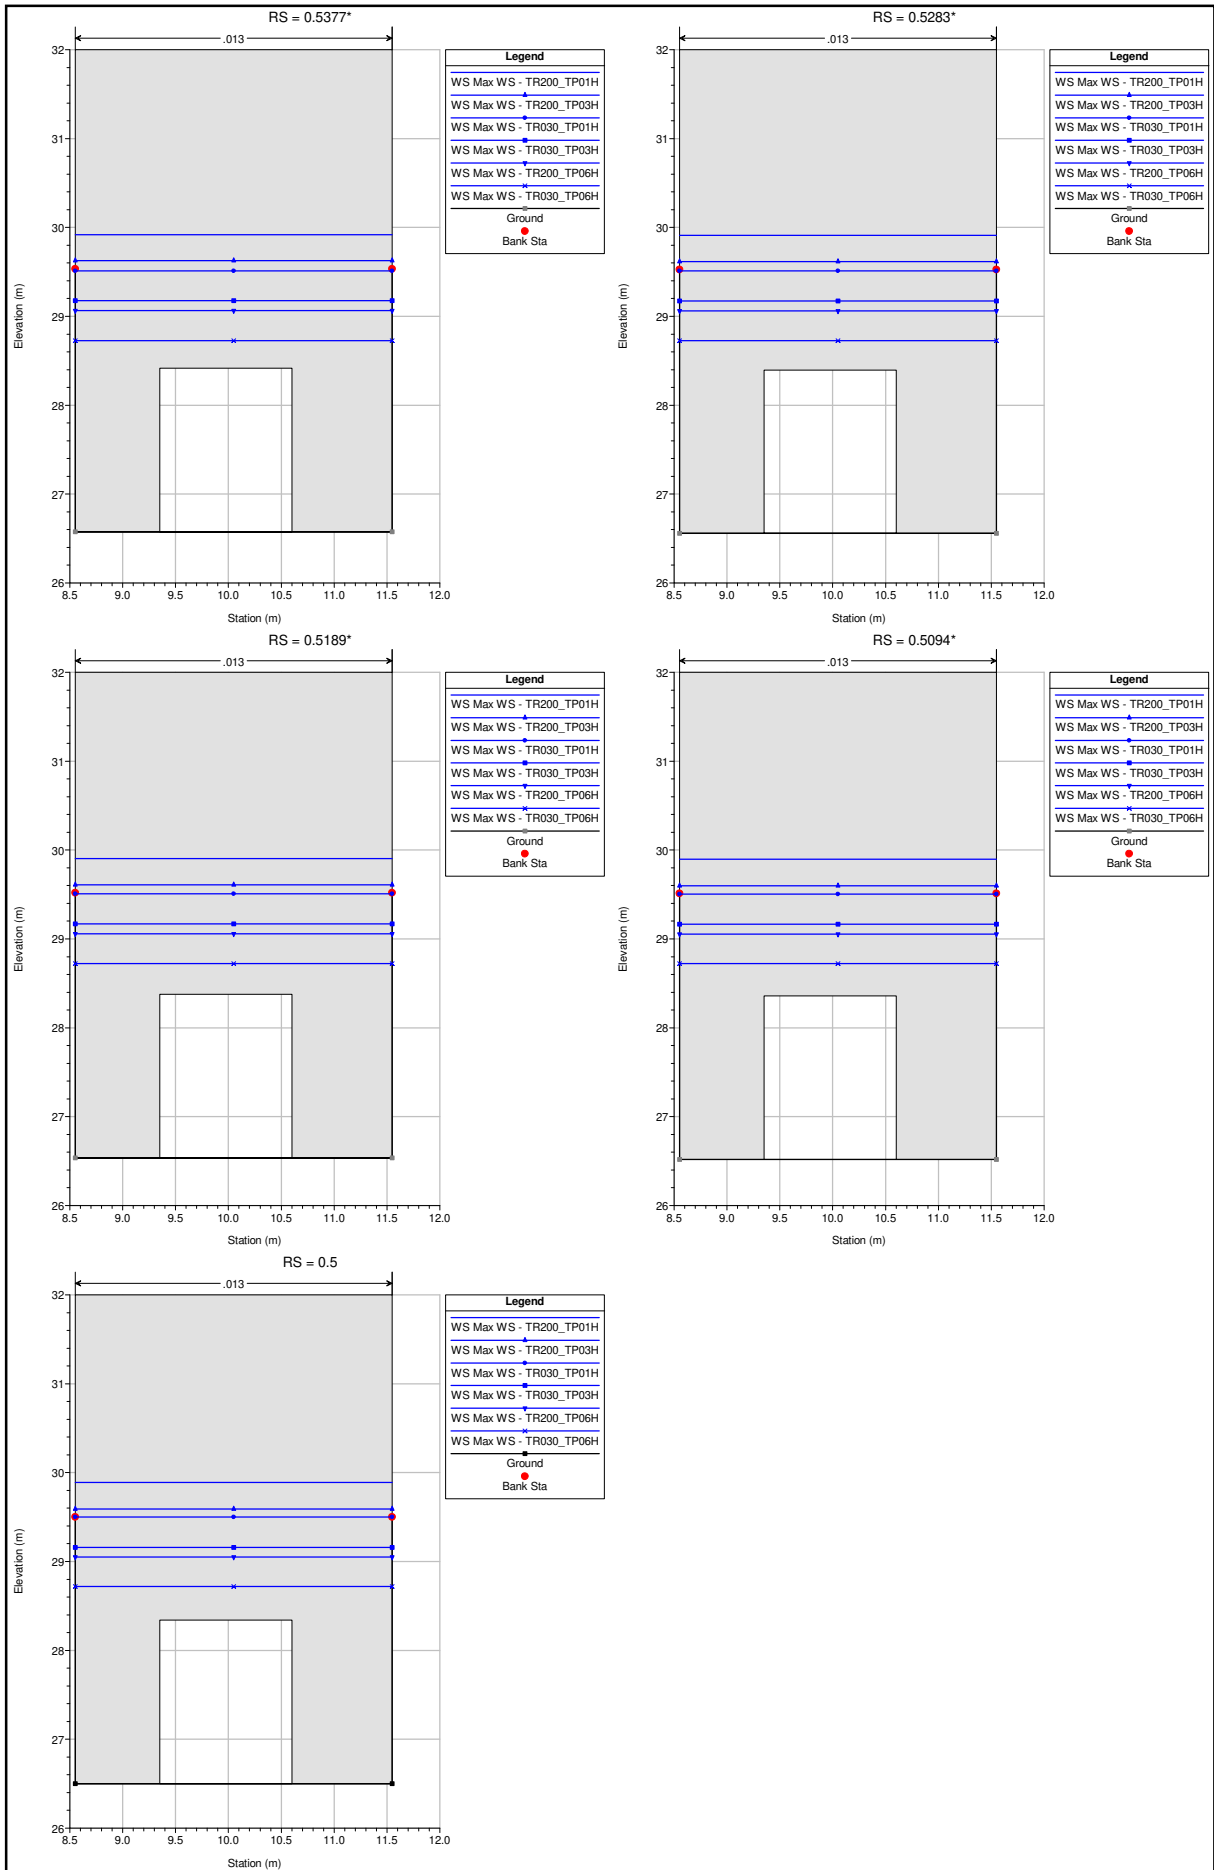 RS = 0.5377*
.013
32
31
30
29
28
27
26
Elevation (m)
8.5 9.0 9.5 10.0 10.5 11.0 11.5 12.0
Station (m)
Legend
WS Max WS - TR200_TP01H
WS Max WS - TR200_TP03H
WS Max WS - TR030_TP01H
WS Max WS - TR030_TP03H
WS Max WS - TR200_TP06H
WS Max WS - TR030_TP06H
Ground
Bank Sta
RS = 0.5283*
.013
32
31
30
29
28
27
26
Elevation (m)
8.5 9.0 9.5 10.0 10.5 11.0 11.5 12.0
Station (m)
Legend
WS Max WS - TR200_TP01H
WS Max WS - TR200_TP03H
WS Max WS - TR030_TP01H
WS Max WS - TR030_TP03H
WS Max WS - TR200_TP06H
WS Max WS - TR030_TP06H
Ground
Bank Sta
RS = 0.5189*
.013
32
31
30
29
28
27
26
Elevation (m)
8.5 9.0 9.5 10.0 10.5 11.0 11.5 12.0
Station (m)
Legend
WS Max WS - TR200_TP01H
WS Max WS - TR200_TP03H
WS Max WS - TR030_TP01H
WS Max WS - TR030_TP03H
WS Max WS - TR200_TP06H
WS Max WS - TR030_TP06H
Ground
Bank Sta
RS = 0.5094*
.013
32
31
30
29
28
27
26
Elevation (m)
8.5 9.0 9.5 10.0 10.5 11.0 11.5 12.0
Station (m)
Legend
WS Max WS - TR200_TP01H
WS Max WS - TR200_TP03H
WS Max WS - TR030_TP01H
WS Max WS - TR030_TP03H
WS Max WS - TR200_TP06H
WS Max WS - TR030_TP06H
Ground
Bank Sta
RS = 0.5
.013
32
31
30
29
28
27
26
Elevation (m)
8.5 9.0 9.5 10.0 10.5 11.0 11.5 12.0
Station (m)
Legend
WS Max WS - TR200_TP01H
WS Max WS - TR200_TP03H
WS Max WS - TR030_TP01H
WS Max WS - TR030_TP03H
WS Max WS - TR200_TP06H
WS Max WS - TR030_TP06H
Ground
Bank Sta